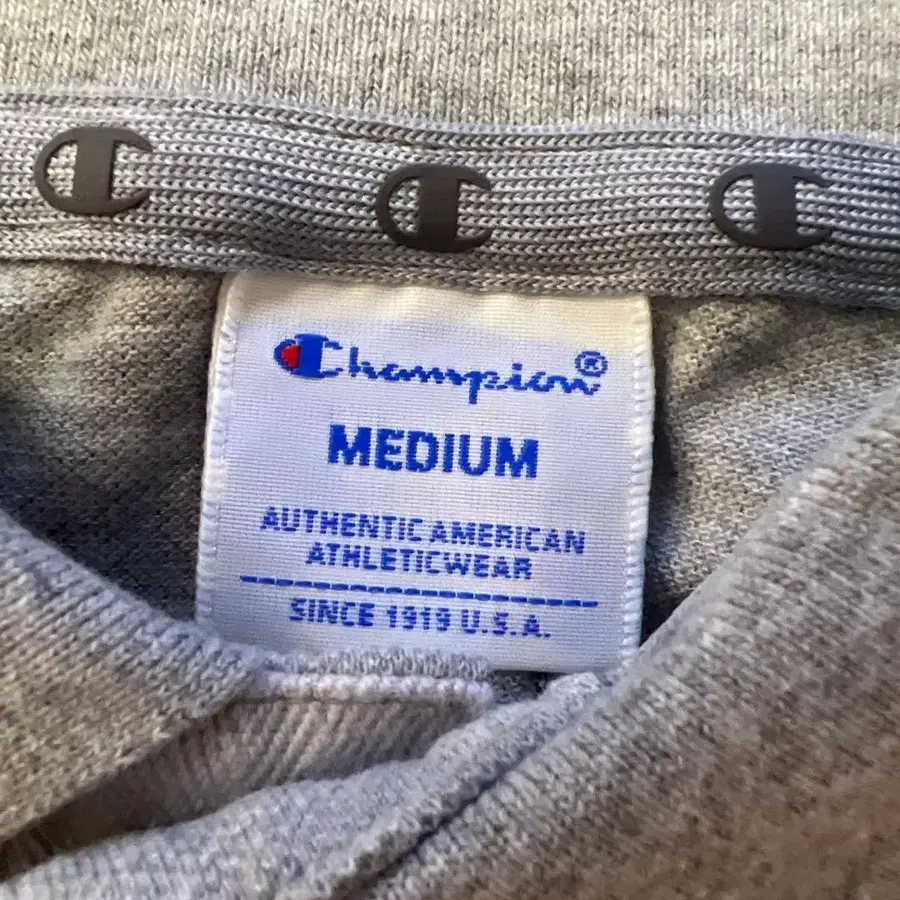 Champion®
MEDIUM
AUTHENTIC AMERICAN
ATHLETICWEAR
SINCE 1919 U.S.A.